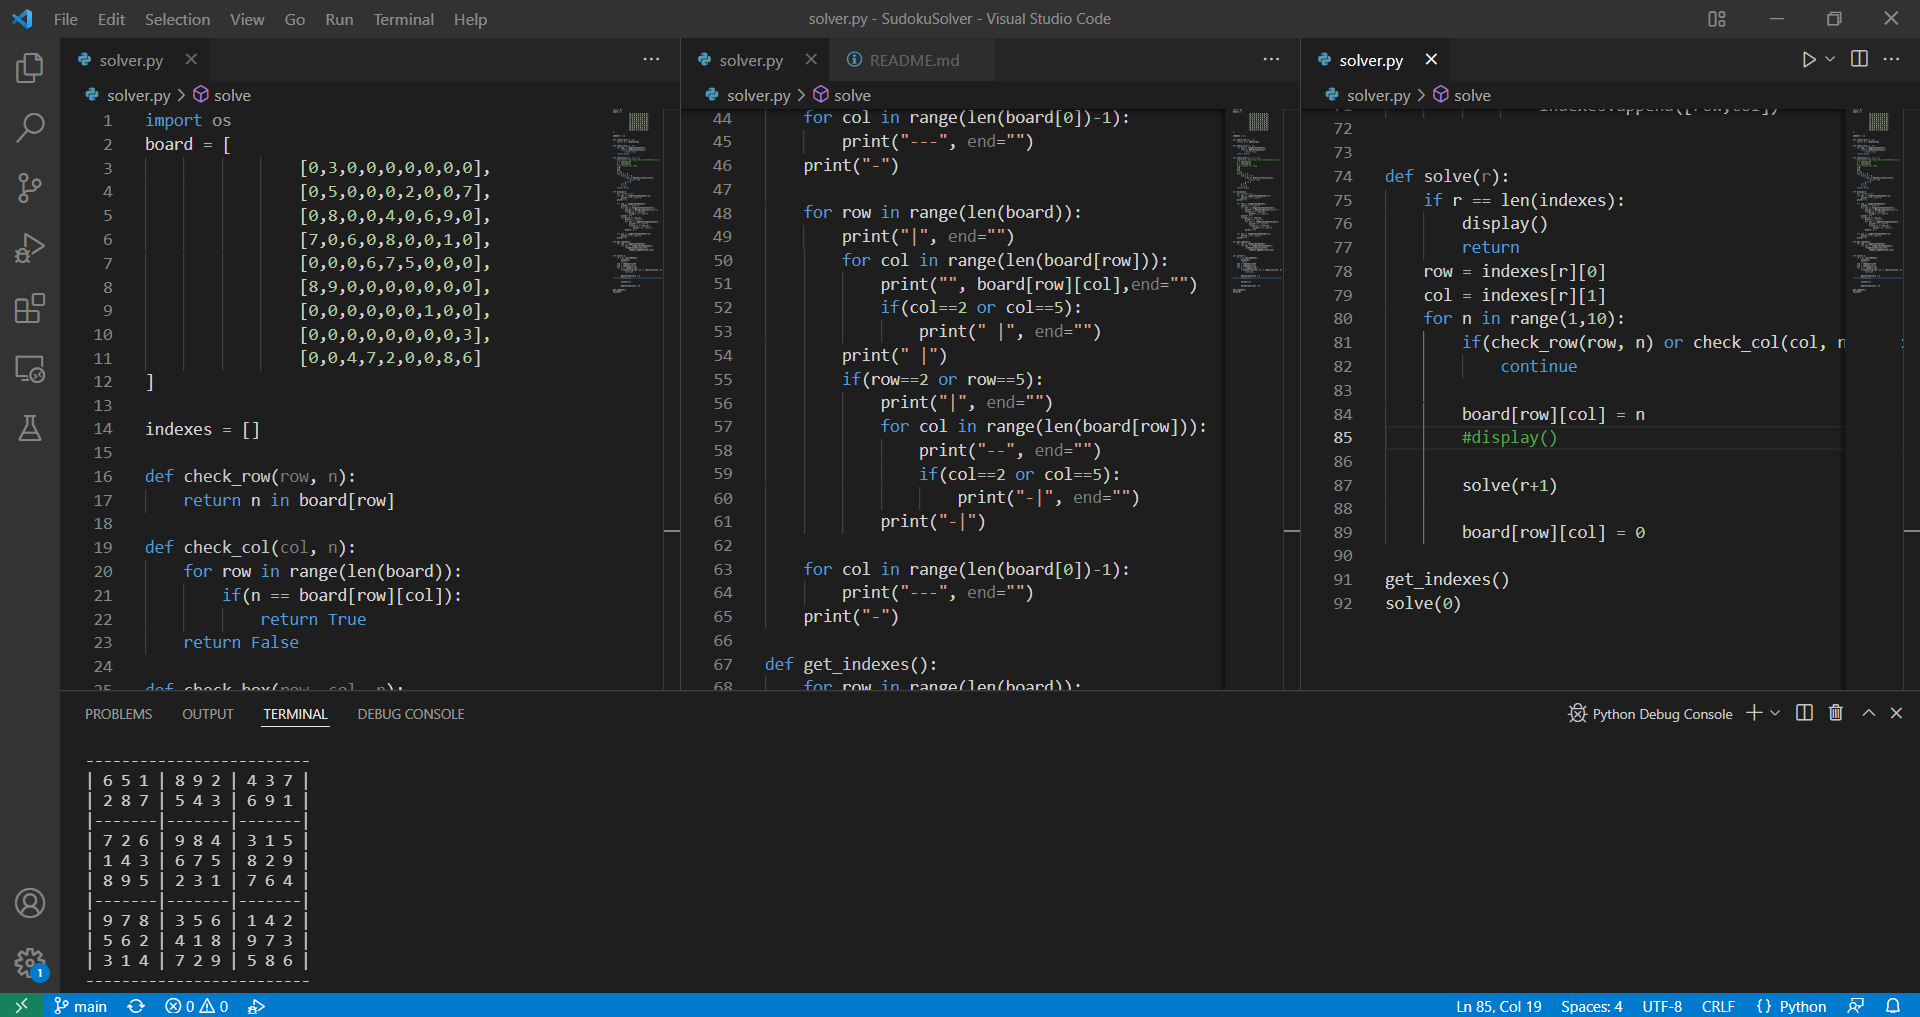 File Edit Selection View Go Run Terminal Help
solver.py - SudokuSolver - Visual Studio Code
solver.py
solver.py > solve
1 import os
2 board = [
3 [0,3,0,0,0,0,0,0,0],
4 [0,5,0,0,0,2,0,0,7],
5 [0,8,0,0,4,0,6,9,0],
6 [7,0,6,0,8,0,0,1,0],
7 [0,0,0,6,7,5,0,0,0],
8 [8,9,0,0,0,0,0,0,0],
9 [0,0,0,0,0,0,1,0,0],
10 [0,0,0,0,0,0,0,0,3],
11 [0,0,4,7,2,0,0,8,6]
12 ]
13
14 indexes = []
15
16 def check_row(row, n):
17 return n in board[row]
18
19 def check_col(col, n):
20 for row in range(len(board)):
21 if(n == board[row][col]):
22 return True
23 return False
24
25 def check_box(row, col, n):
solver.py README.md
solver.py > solve
44 for col in range(len(board[0])-1):
45 print("---", end="")
46 print("-")
47
48 for row in range(len(board)):
49 print("|", end="")
50 for col in range(len(board[row])):
51 print("", board[row][col],end="")
52 if(col==2 or col==5):
53 print(" |", end="")
54 print(" |")
55 if(row==2 or row==5):
56 print("|", end="")
57 for col in range(len(board[row])):
58 print("--", end="")
59 if(col==2 or col==5):
60 print("-|", end="")
61 print("-|")
62
63 for col in range(len(board[0])-1):
64 print("---", end="")
65 print("-")
66
67 def get_indexes():
68 for row in range(len(board)):
solver.py
solver.py > solve
71 indexes.append([row,col])
72
73
74 def solve(r):
75 if r == len(indexes):
76 display()
77 return
78 row = indexes[r][0]
79 col = indexes[r][1]
80 for n in range(1,10):
81 if(check_row(row, n) or check_col(col, n
82 continue
83
84 board[row][col] = n
85 #display()
86
87 solve(r+1)
88
89 board[row][col] = 0
90
91 get_indexes()
92 solve(0)
PROBLEMS OUTPUT TERMINAL DEBUG CONSOLE
Python Debug Console
-------------------------
| 6 5 1 | 8 9 2 | 4 3 7 |
| 2 8 7 | 5 4 3 | 6 9 1 |
|-------|-------|-------|
| 7 2 6 | 9 8 4 | 3 1 5 |
| 1 4 3 | 6 7 5 | 8 2 9 |
| 8 9 5 | 2 3 1 | 7 6 4 |
|-------|-------|-------|
| 9 7 8 | 3 5 6 | 1 4 2 |
| 5 6 2 | 4 1 8 | 9 7 3 |
| 3 1 4 | 7 2 9 | 5 8 6 |
-------------------------
1
main 0 0 Ln 85, Col 19 Spaces: 4 UTF-8 CRLF { } Python